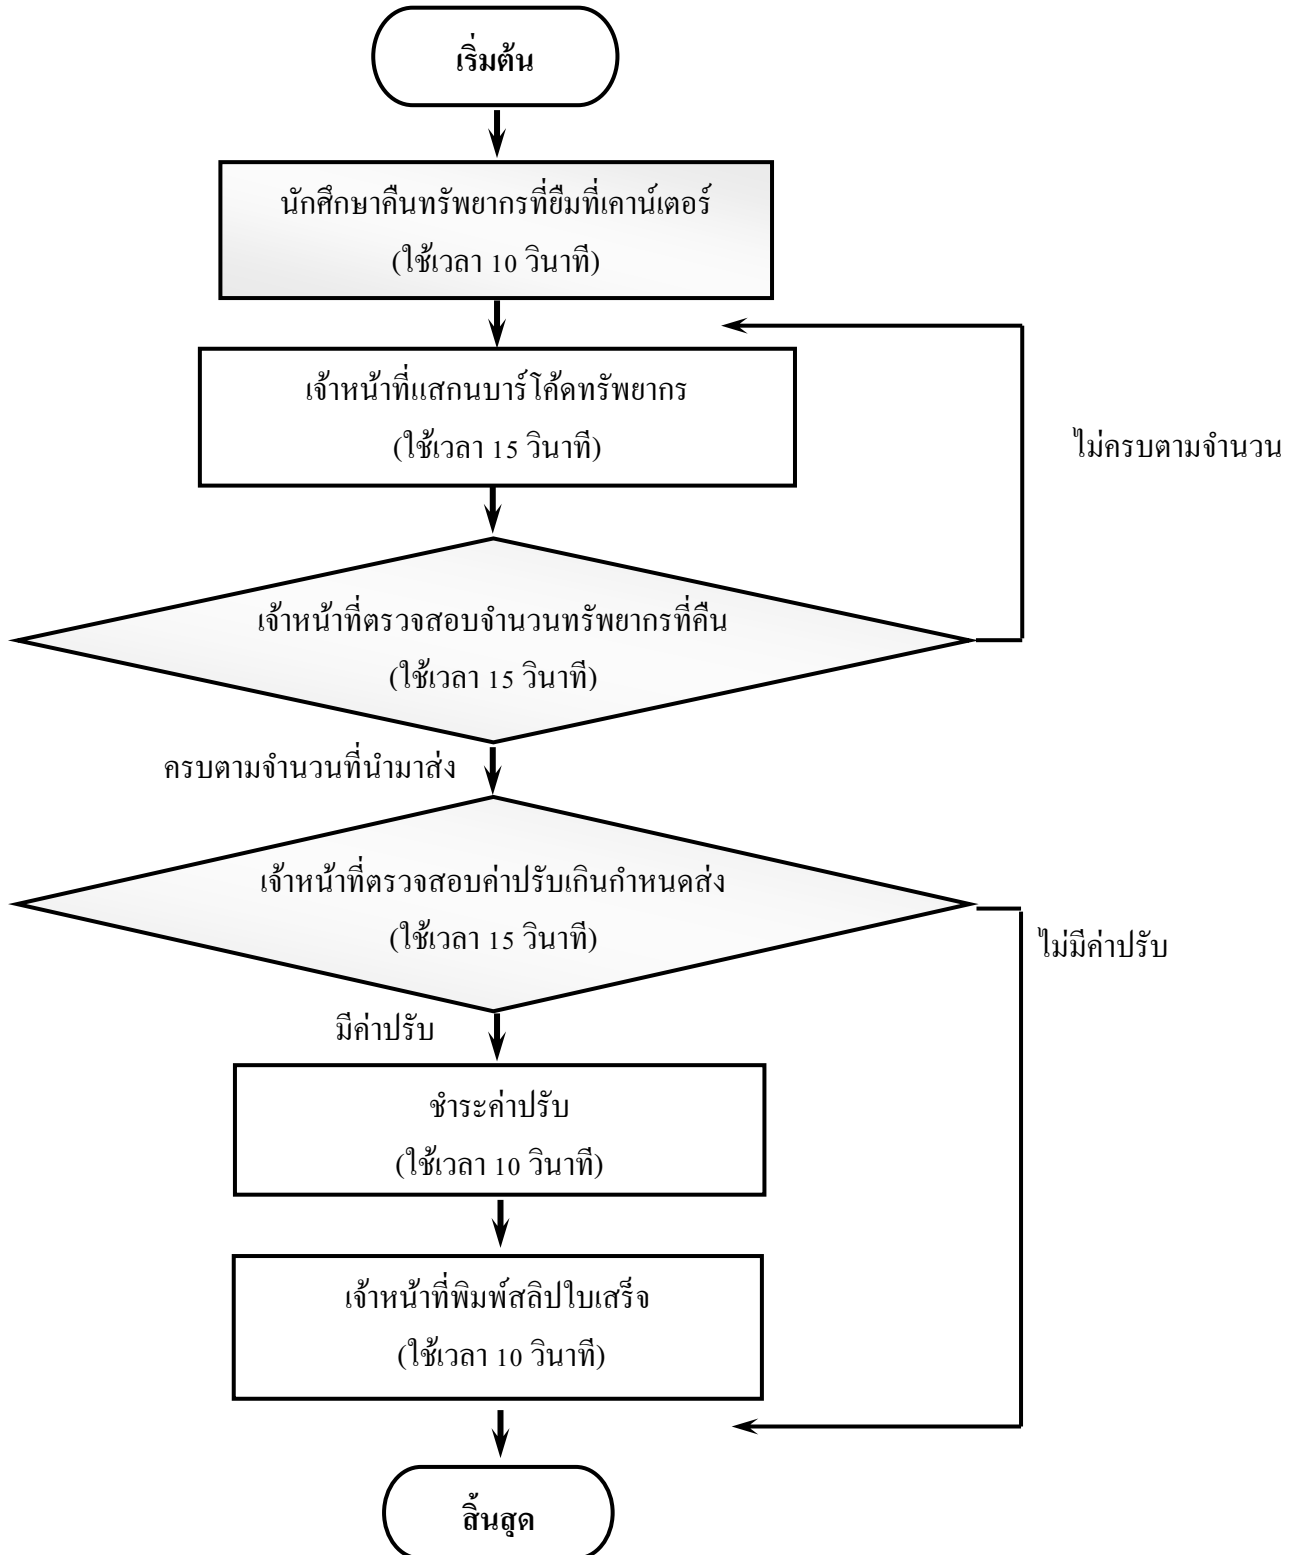 เริ่มต้น
นักศึกษาคืนทรัพยากรที่ยืมที่เคาน์เตอร์
(ใช้เวลา 10 วินาที)
เจ้าหน้าที่แสกนบาร์โค้ดทรัพยากร
(ใช้เวลา 15 วินาที)
ไม่ครบตามจำนวน
เจ้าหน้าที่ตรวจสอบจำนวนทรัพยากรที่คืน
(ใช้เวลา 15 วินาที)
ครบตามจำนวนที่นำมาส่ง
เจ้าหน้าที่ตรวจสอบค่าปรับเกินกำหนดส่ง
(ใช้เวลา 15 วินาที)
ไม่มีค่าปรับ
มีค่าปรับ
ชำระค่าปรับ
(ใช้เวลา 10 วินาที)
เจ้าหน้าที่พิมพ์สลิปใบเสร็จ
(ใช้เวลา 10 วินาที)
สิ้นสุด